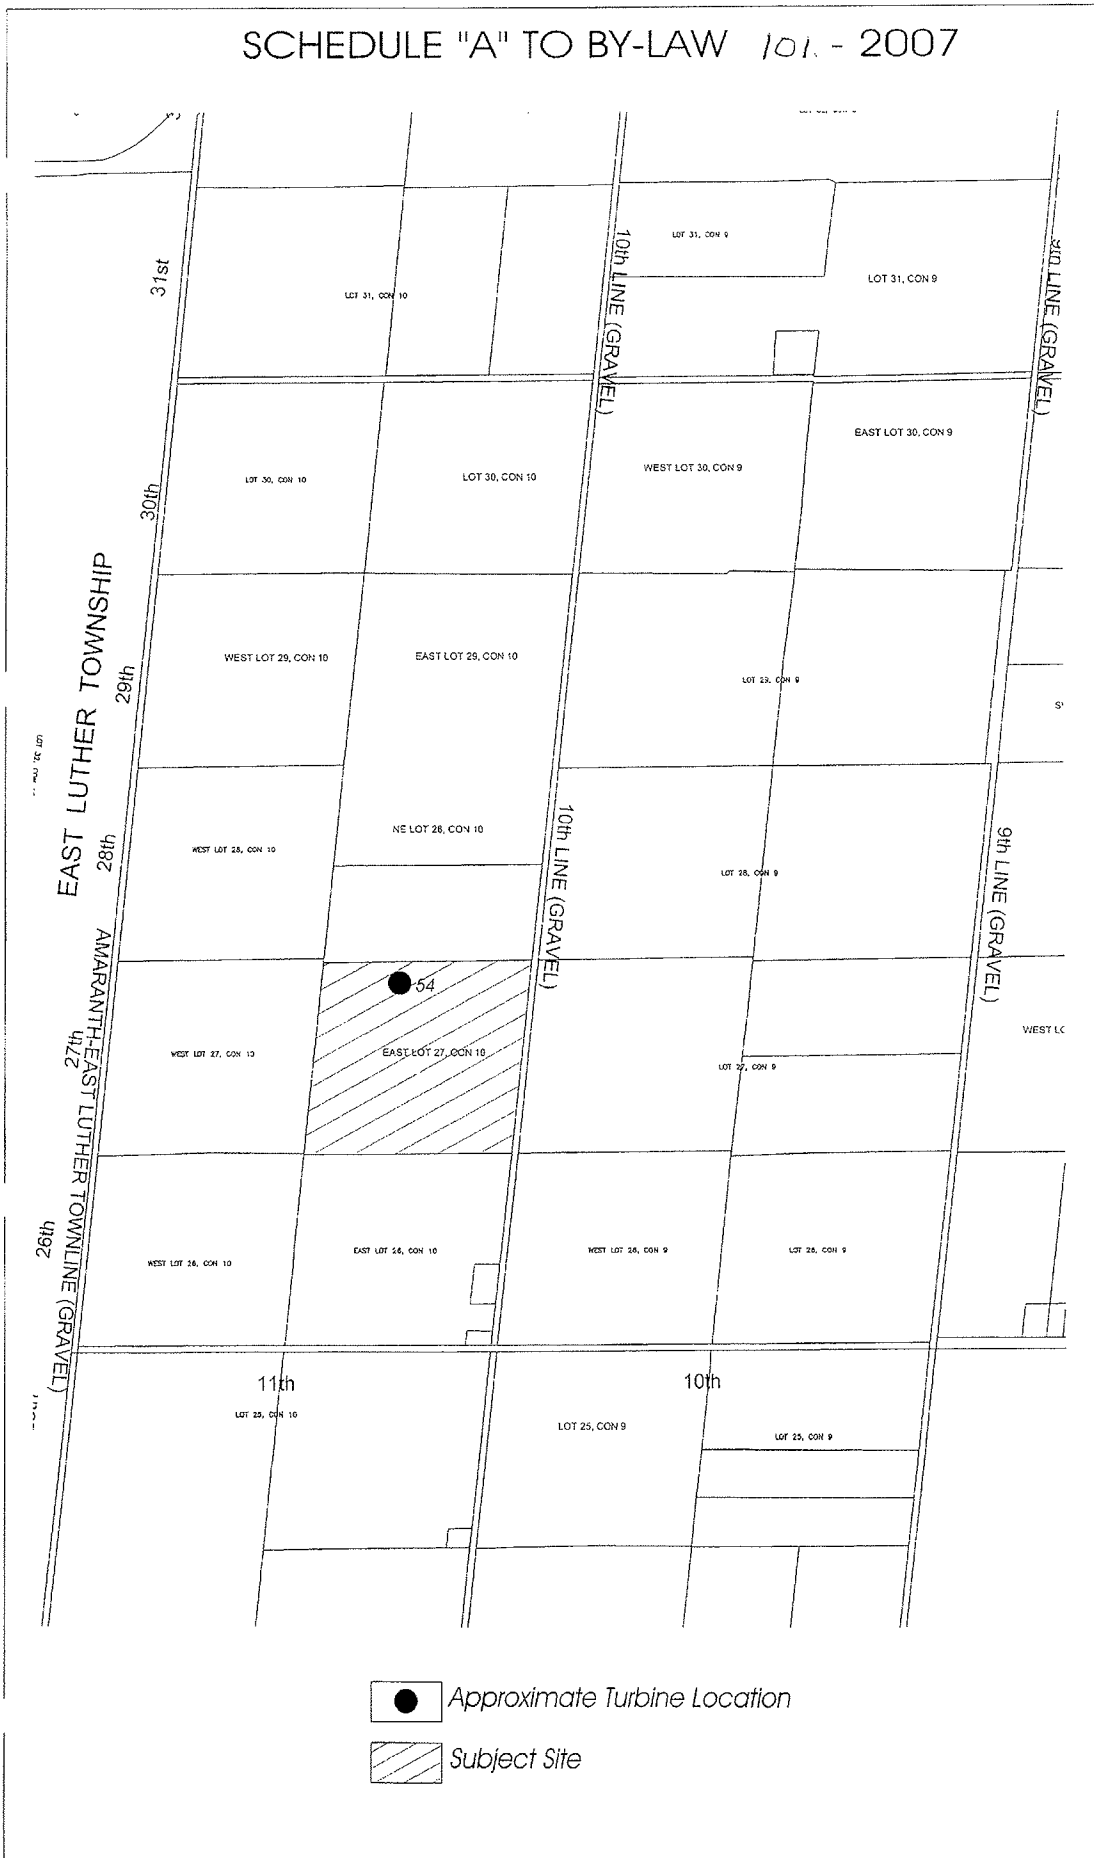 SCHEDULE "A" TO BY-LAW 101. - 2007
31st
LOT 31, CON 10
10th LINE (GRAVEL)
LOT 31, CON 9
LOT 31, CON 9
9th LINE (GRAVEL)
30th
LOT 30, CON 10
LOT 30, CON 10
WEST LOT 30, CON 9
EAST LOT 30, CON 9
EAST LUTHER TOWNSHIP
29th
WEST LOT 29, CON 10
EAST LOT 29, CON 10
LOT 29, CON 9
28th
WEST LOT 28, CON 10
NE LOT 28, CON 10
10th LINE (GRAVEL)
LOT 28, CON 9
9th LINE (GRAVEL)
AMARANTH-EAST LUTHER TOWNLINE (GRAVEL)
27th
WEST LOT 27, CON 10
54
EAST LOT 27, CON 10
LOT 27, CON 9
WEST LC
26th
WEST LOT 26, CON 10
EAST LOT 26, CON 10
WEST LOT 26, CON 9
LOT 26, CON 9
11th
10th
LOT 25, CON 10
LOT 25, CON 9
LOT 25, CON 9
Approximate Turbine Location
Subject Site